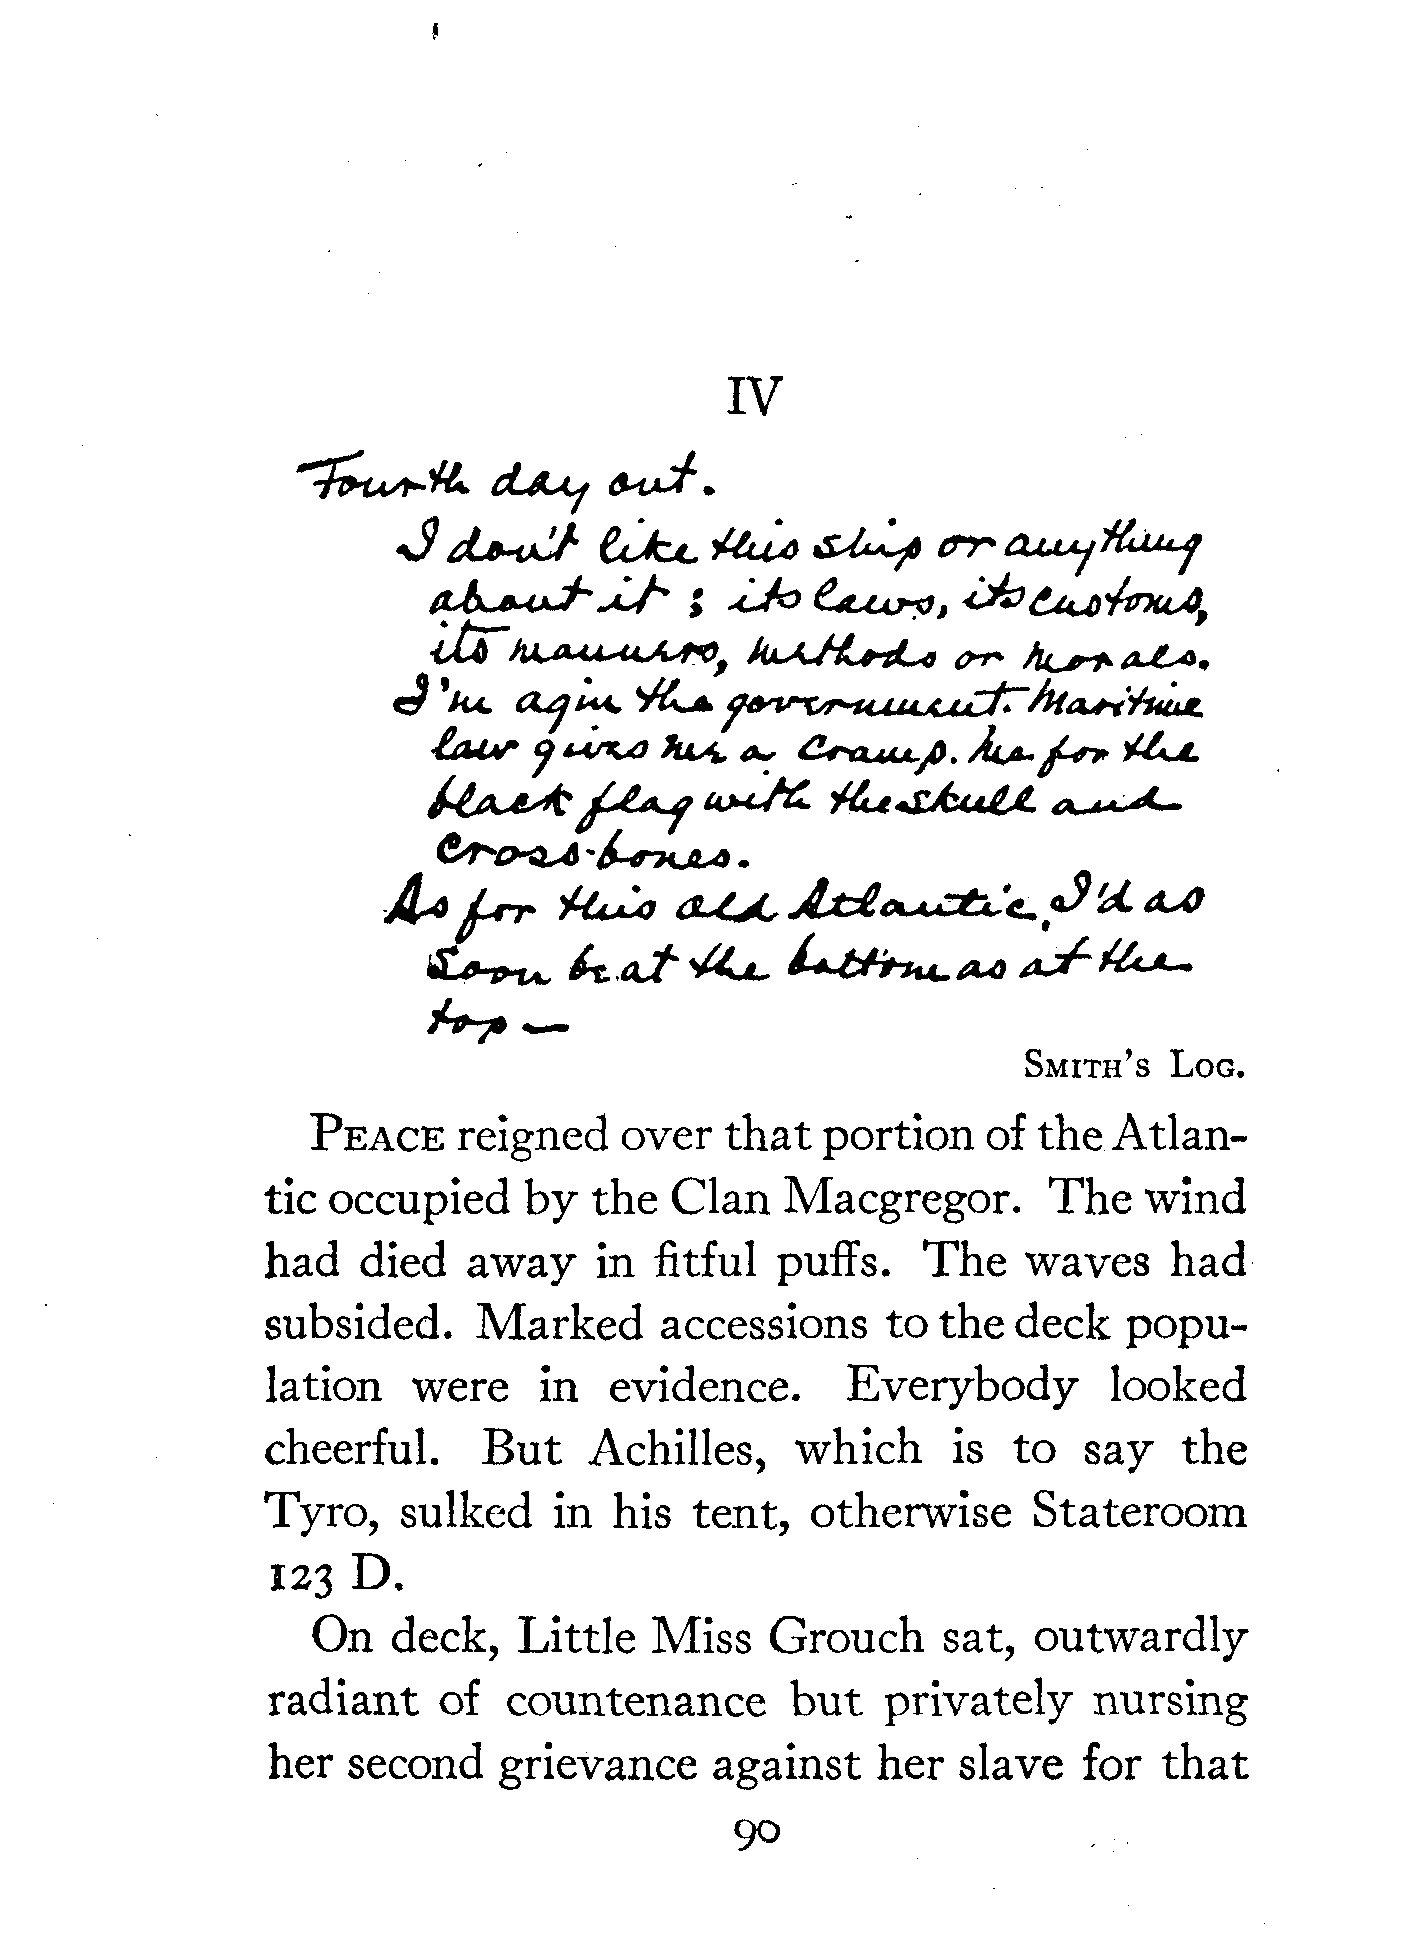 IV
Fourth day out.
I don't like this ship or anything
about it; its laws, its customs,
its manners, methods or morals.
I'm agin the government. Maritime
law gives me a cramp. Me for the
black flag with the skull and
cross-bones.
As for this old Atlantic, I'd as
soon be at the bottom as at the
top—
SMITH'S LOG.
PEACE reigned over that portion of the Atlan-
tic occupied by the Clan Macgregor. The wind
had died away in fitful puffs. The waves had
subsided. Marked accessions to the deck popu-
lation were in evidence. Everybody looked
cheerful. But Achilles, which is to say the
Tyro, sulked in his tent, otherwise Stateroom
123 D.
On deck, Little Miss Grouch sat, outwardly
radiant of countenance but privately nursing
her second grievance against her slave for that
90